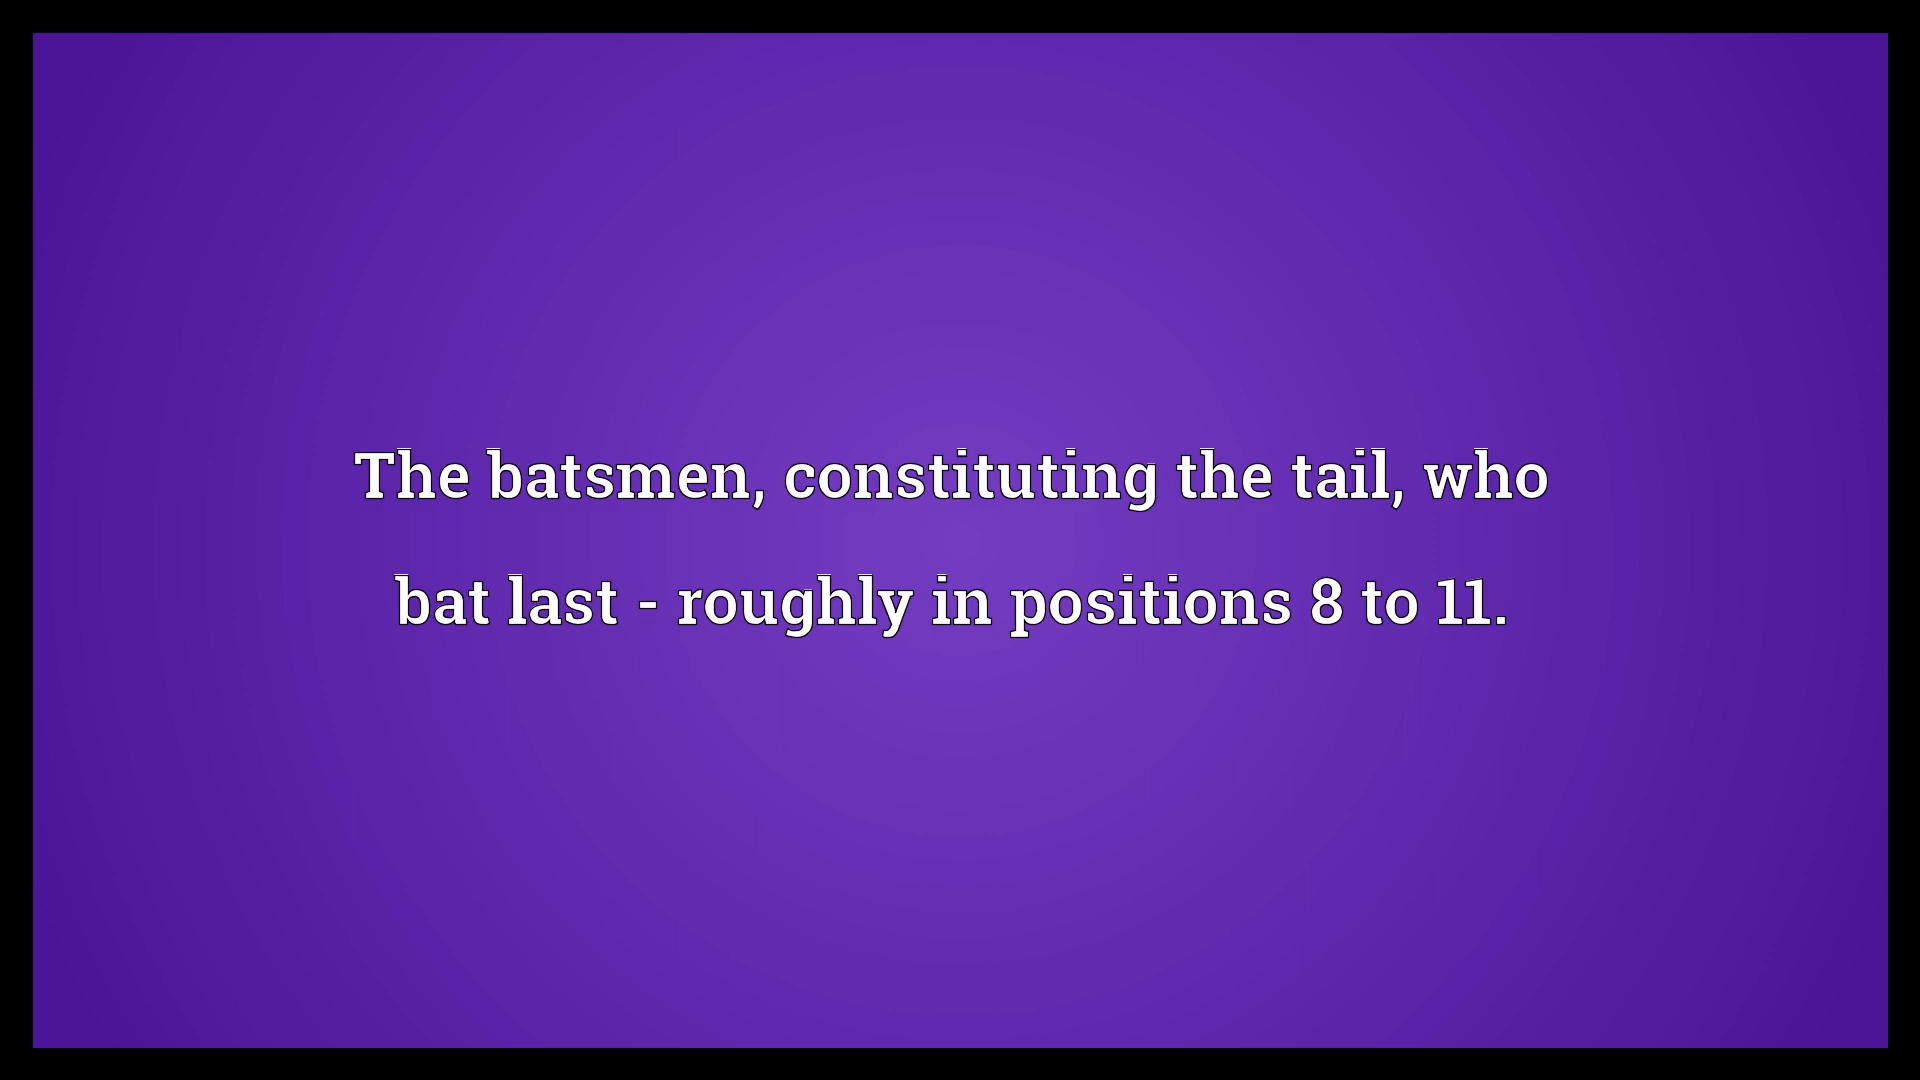 The batsmen, constituting the tail, who
bat last - roughly in positions 8 to 11.